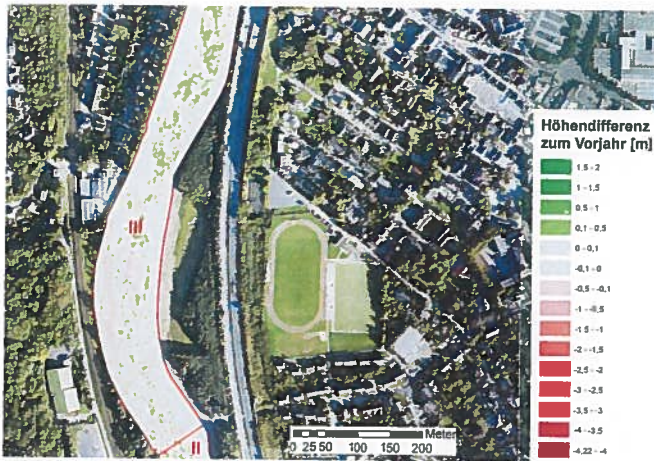 Höhendifferenz
zum Vorjahr [m]
1,5 - 2
1 - 1,5
0,5 - 1
0,1 - 0,5
0 - 0,1
-0,1 - 0
-0,5 - -0,1
-1 - -0,5
-1,5 - -1
-2 - -1,5
-2,5 - -2
-3 - -2,5
-3,5 - -3
-4 - -3,5
-4,22 - -4
III
II
Meter
0 25 50 100 150 200